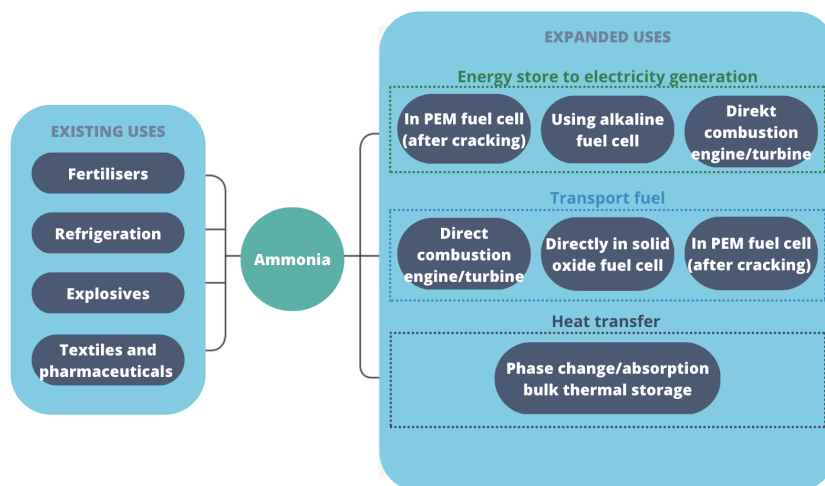 EXISTING USES
Fertilisers
Refrigeration
Explosives
Textiles and
pharmaceuticals
Ammonia
EXPANDED USES
Energy store to electricity generation
In PEM fuel cell
(after cracking)
Using alkaline
fuel cell
Direkt
combustion
engine/turbine
Transport fuel
Direct
combustion
engine/turbine
Directly in solid
oxide fuel cell
In PEM fuel cell
(after cracking)
Heat transfer
Phase change/absorption
bulk thermal storage